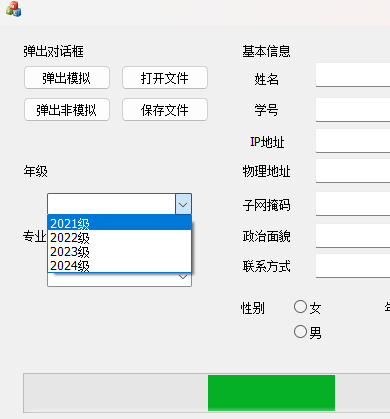 弹出对话框
弹出模拟
打开文件
弹出非模拟
保存文件
年级
2021级
专业
2022级
2023级
2024级
基本信息
姓名
学号
IP地址
物理地址
子网掩码
政治面貌
联系方式
性别
女
男